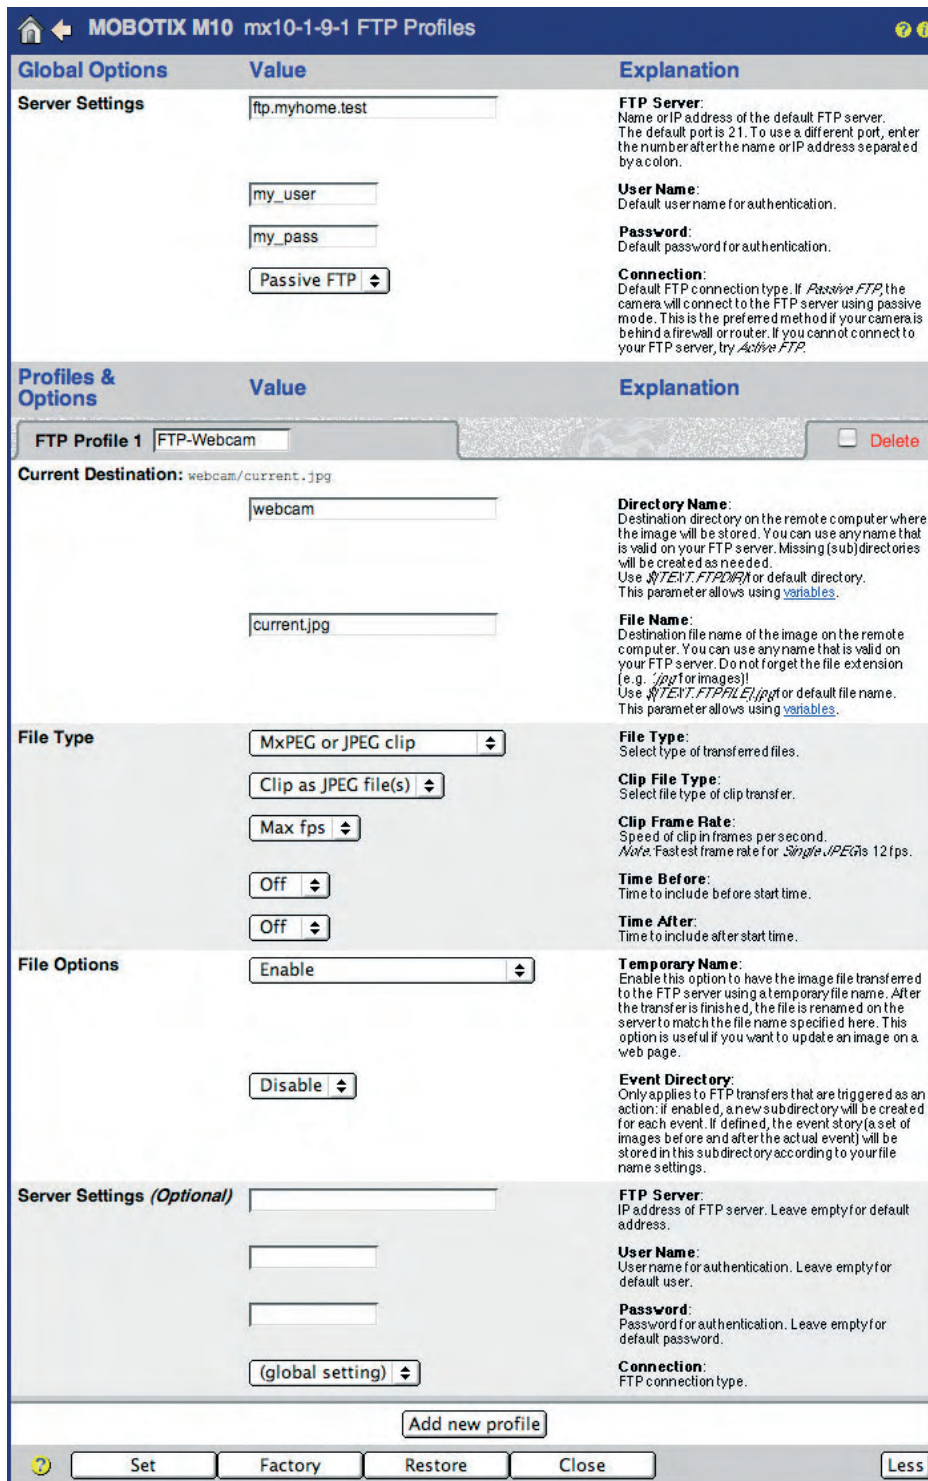 MOBOTIX M10 mx10-1-9-1 FTP Profiles
Global Options Value Explanation
Server Settings
ftp.myhome.test
FTP Server:
Name or IP address of the default FTP server.
The default port is 21. To use a different port, enter
the number after the name or IP address separated
by a colon.
my_user
User Name:
Default user name for authentication.
my_pass
Password:
Default password for authentication.
Passive FTP
Connection:
Default FTP connection type. If Passive FTP, the
camera will connect to the FTP server using passive
mode. This is the preferred method if your camera is
behind a firewall or router. If you cannot connect to
your FTP server, try Active FTP.
Profiles &
Options
Value Explanation
FTP Profile 1 FTP-Webcam
Delete
Current Destination: webcam/current.jpg
webcam
Directory Name:
Destination directory on the remote computer where
the image will be stored. You can use any name that
is valid on your FTP server. Missing (sub)directories
will be created as needed.
Use $(TEXT.FTPDIR) for default directory.
This parameter allows using variables.
current.jpg
File Name:
Destination file name of the image on the remote
computer. You can use any name that is valid on
your FTP server. Do not forget the file extension
(e.g. '.jpg' for images)!
Use $(TEXT.FTPFILE).jpg for default file name.
This parameter allows using variables.
File Type
MxPEG or JPEG clip
File Type:
Select type of transferred files.
Clip as JPEG file(s)
Clip File Type:
Select file type of clip transfer.
Max fps
Clip Frame Rate:
Speed of clip in frames per second.
Note: Fastest frame rate for Single JPEG is 12 fps.
Off
Time Before:
Time to include before start time.
Off
Time After:
Time to include after start time.
File Options
Enable
Temporary Name:
Enable this option to have the image file transferred
to the FTP server using a temporary file name. After
the transfer is finished, the file is renamed on the
server to match the file name specified here. This
option is useful if you want to update an image on a
web page.
Disable
Event Directory:
Only applies to FTP transfers that are triggered as an
action: if enabled, a new subdirectory will be created
for each event. If defined, the event story (a set of
images before and after the actual event) will be
stored in this subdirectory according to your file
name settings.
Server Settings (Optional)
FTP Server:
IP address of FTP server. Leave empty for default
address.
User Name:
User name for authentication. Leave empty for
default user.
Password:
Password for authentication. Leave empty for
default password.
(global setting)
Connection:
FTP connection type.
Add new profile
? Set Factory Restore Close Less